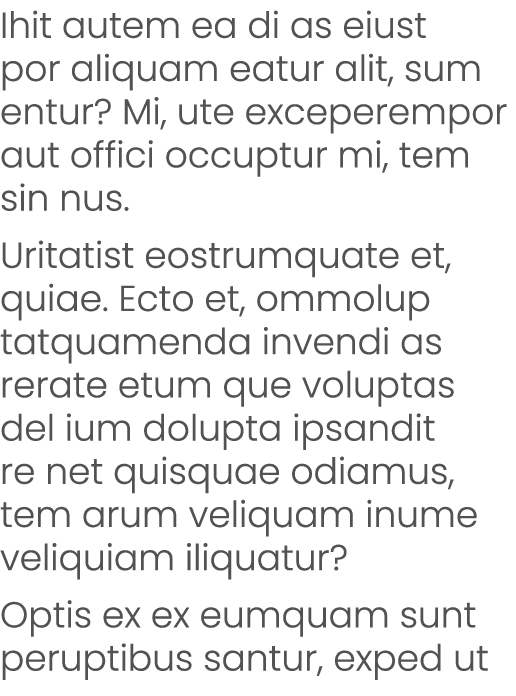 Ihit autem ea di as eiust
por aliquam eatur alit, sum
entur? Mi, ute exceperempor
aut offici occuptur mi, tem
sin nus.
Uritatist eostrumquate et,
quiae. Ecto et, ommolup
tatquamenda invendi as
rerate etum que voluptas
del ium dolupta ipsandit
re net quisquae odiamus,
tem arum veliquam inume
veliquiam iliquatur?
Optis ex ex eumquam sunt
peruptibus santur, exped ut